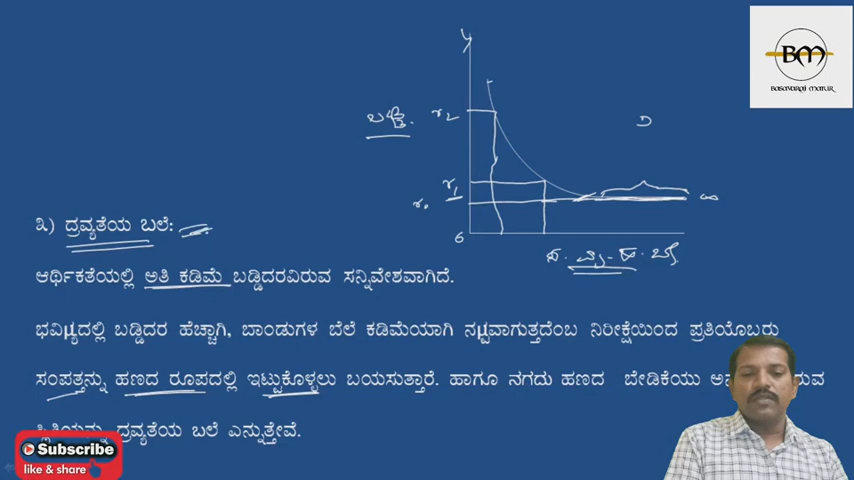 BM
BASAVARAJ MATUR
y
ಬಡ್ಡಿ.
r2
r1
r0
0
∞
೩) ದ್ರವ್ಯತೆಯ ಬಲೆ:
ಆರ್ಥಿಕತೆಯಲ್ಲಿ ಅತಿ ಕಡಿಮೆ ಬಡ್ಡಿದರವಿರುವ ಸನ್ನಿವೇಶವಾಗಿದೆ.
ಭವಿಷ್ಯದಲ್ಲಿ ಬಡ್ಡಿದರ ಹೆಚ್ಚಾಗಿ, ಬಾಂಡುಗಳ ಬೆಲೆ ಕಡಿಮೆಯಾಗಿ ನಷ್ಟವಾಗುತ್ತದೆಂಬ ನಿರೀಕ್ಷೆಯಿಂದ ಪ್ರತಿಯೊಬರು
ಸಂಪತ್ತನ್ನು ಹಣದ ರೂಪದಲ್ಲಿ ಇಟ್ಟುಕೊಳ್ಳಲು ಬಯಸುತ್ತಾರೆ. ಹಾಗೂ ನಗದು ಹಣದ ಬೇಡಿಕೆಯು
ಸ್ಥಿತಿಯನ್ನು ದ್ರವ್ಯತೆಯ ಬಲೆ ಎನ್ನುತ್ತೇವೆ.
Subscribe
like & share